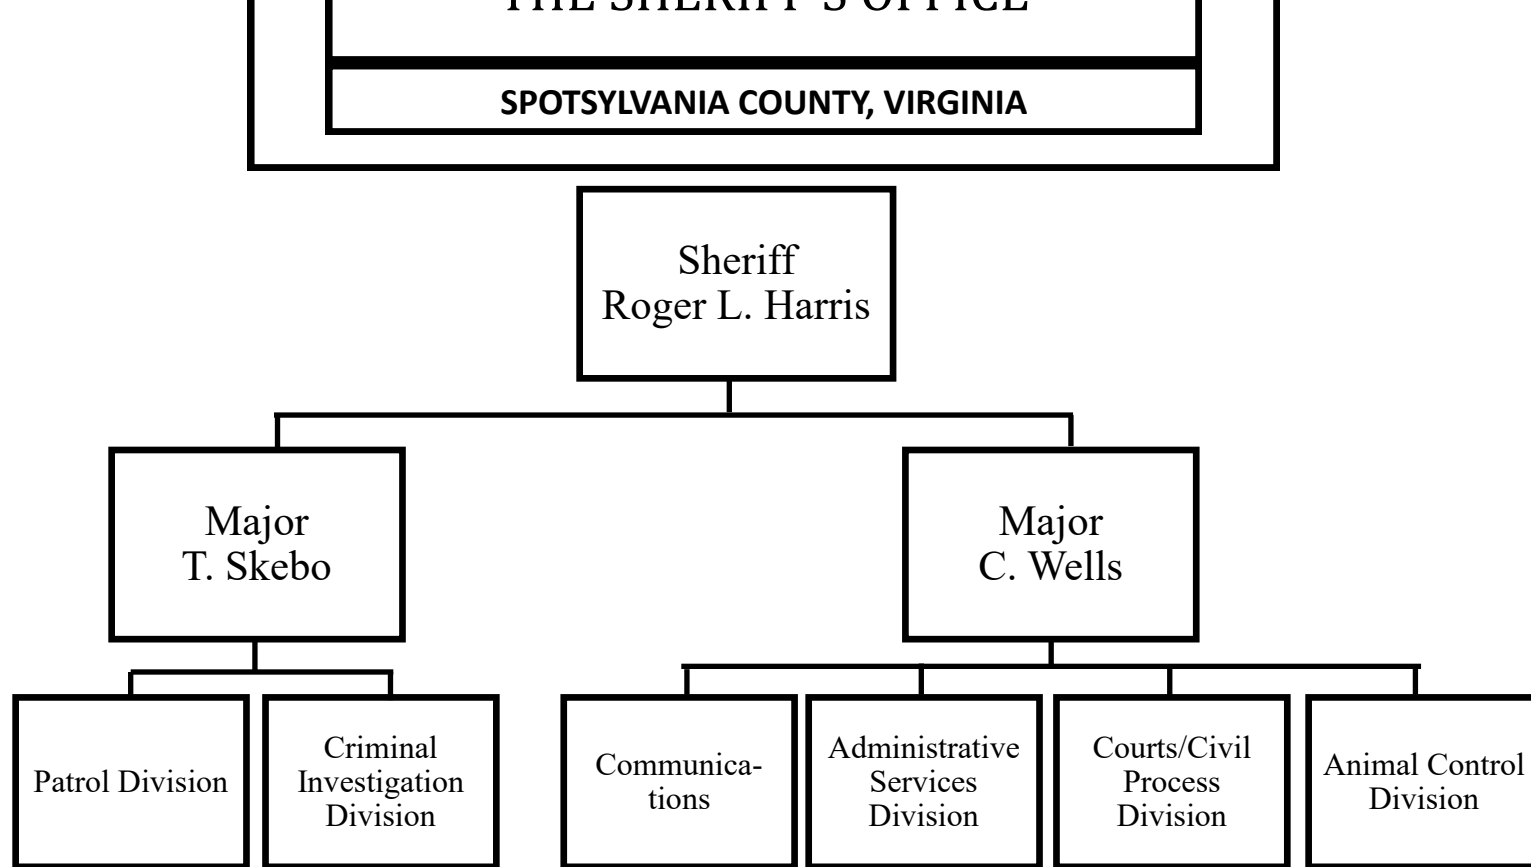 THE SHERIFF'S OFFICE
SPOTSYLVANIA COUNTY, VIRGINIA
Sheriff
Roger L. Harris
Major
T. Skebo
Major
C. Wells
Patrol Division
Criminal
Investigation
Division
Communica-
tions
Administrative
Services
Division
Courts/Civil
Process
Division
Animal Control
Division